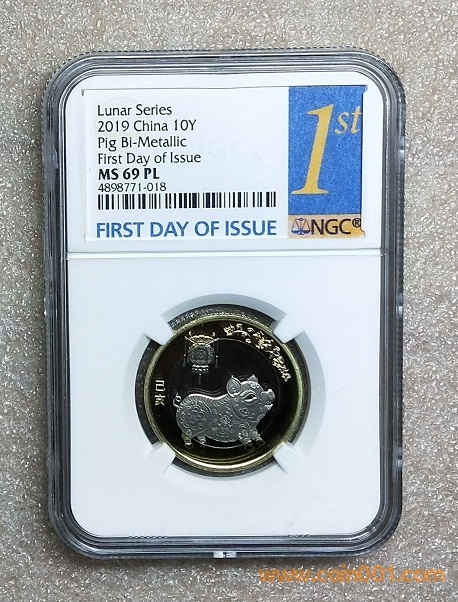 Lunar Series
2019 China 10Y
Pig Bi-Metallic
First Day of Issue
MS 69 PL
4898771-018
1st
FIRST DAY OF ISSUE
NGC®
己亥
www.coin001.com